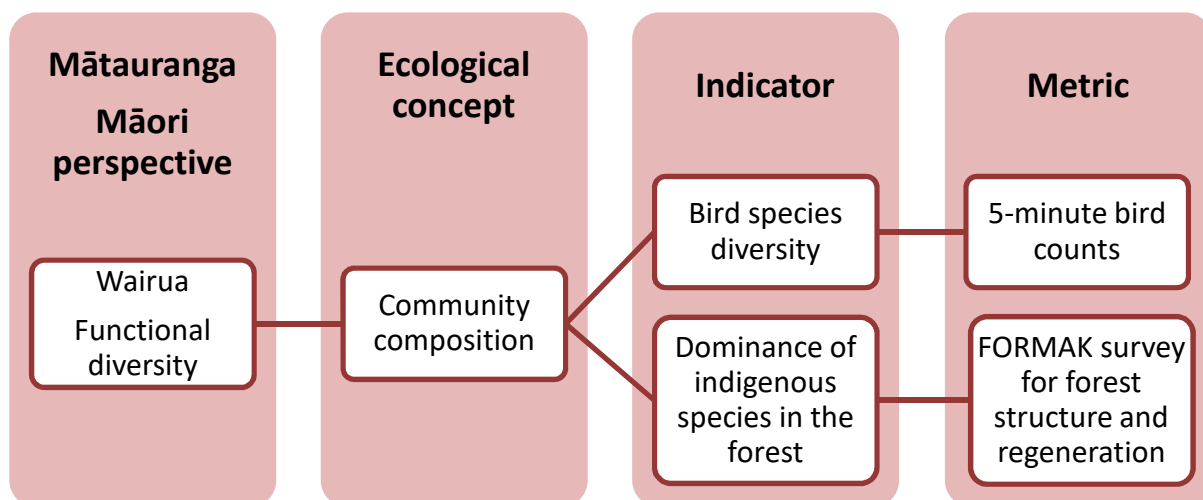 Mātauranga
Māori
perspective
Wairua
Functional
diversity
Ecological
concept
Community
composition
Indicator
Bird species
diversity
Dominance of
indigenous
species in the
forest
Metric
5-minute bird
counts
FORMAK survey
for forest
structure and
regeneration